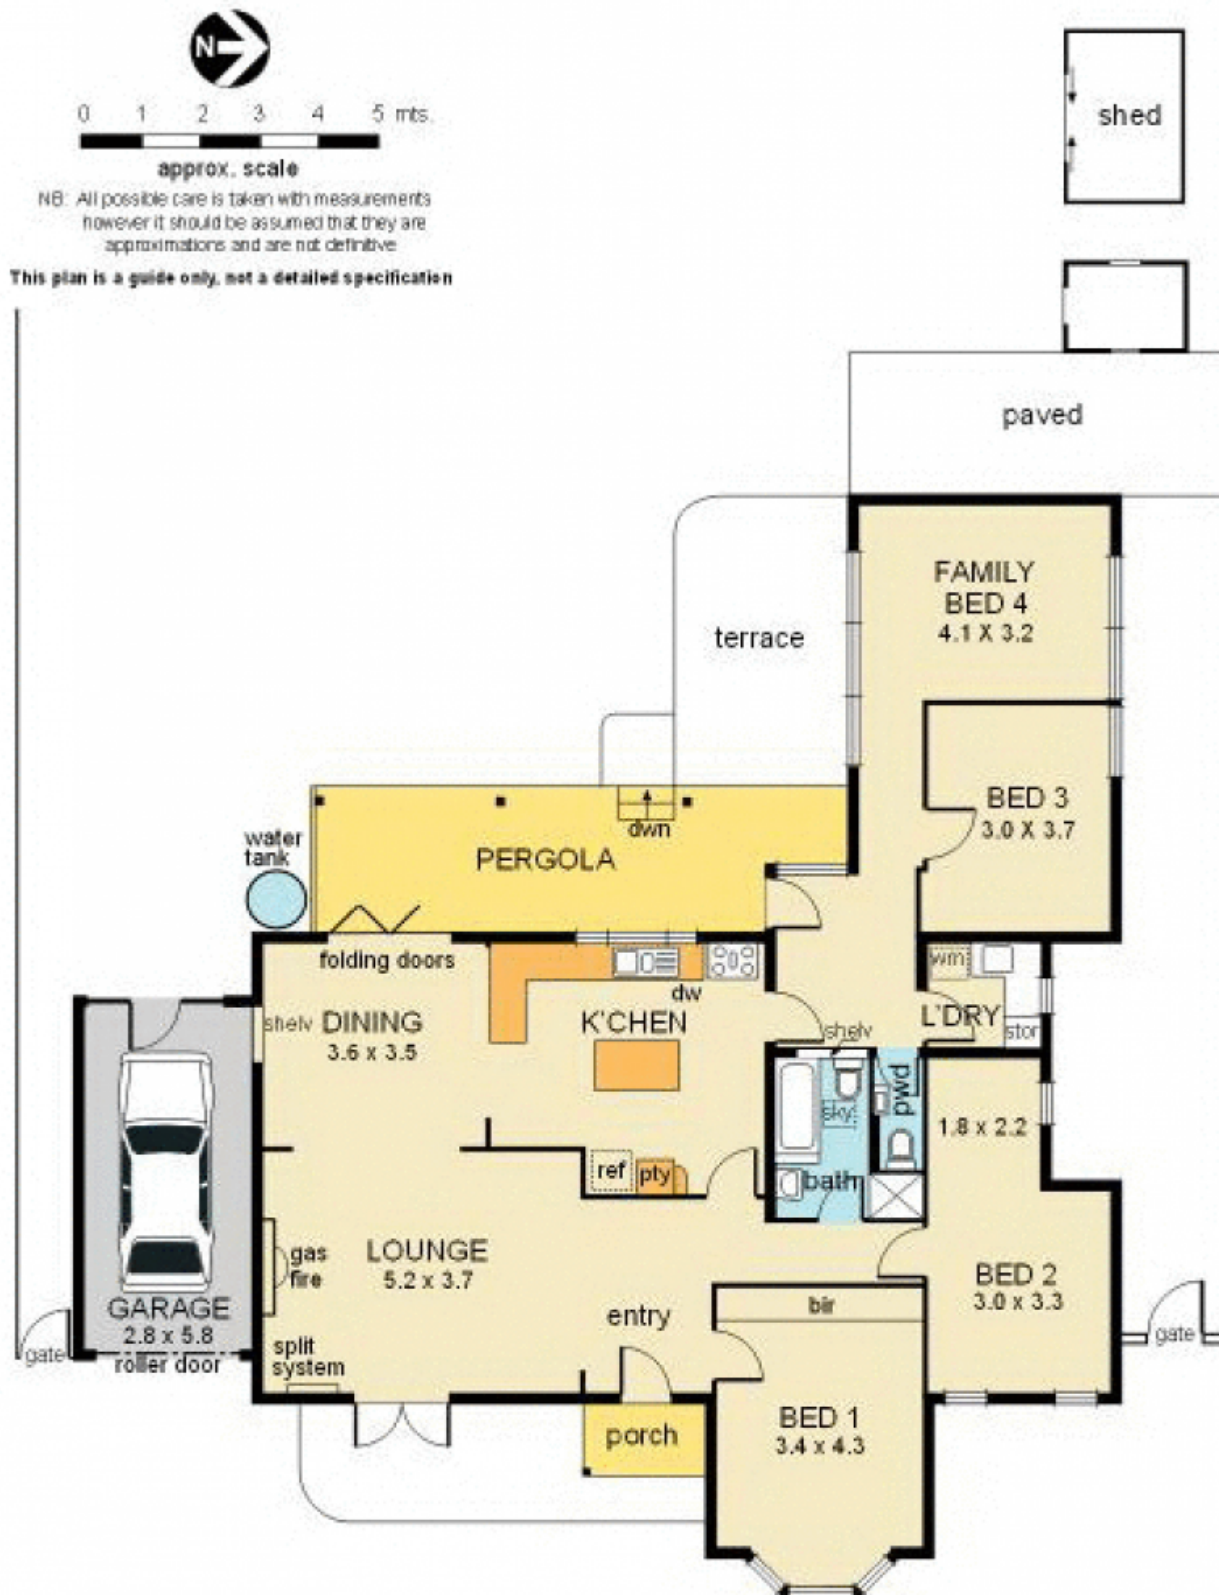 N
0 1 2 3 4 5 mts.
approx. scale
NB: All possible care is taken with measurements
however it should be assumed that they are
approximations and are not definitive
This plan is a guide only, not a detailed specification
shed
paved
FAMILY
BED 4
4.1 X 3.2
terrace
BED 3
3.0 X 3.7
water
tank
dwn
PERGOLA
folding doors
wm
dw
shelv
DINING
3.6 x 3.5
K'CHEN
shelv
L'DRY
stor
pwd
sky
1.8 x 2.2
ref
pty
bath
gas
fire
LOUNGE
5.2 x 3.7
BED 2
3.0 x 3.3
GARAGE
2.8 x 5.8
roller door
gate
entry
bir
gate
split
system
porch
BED 1
3.4 x 4.3